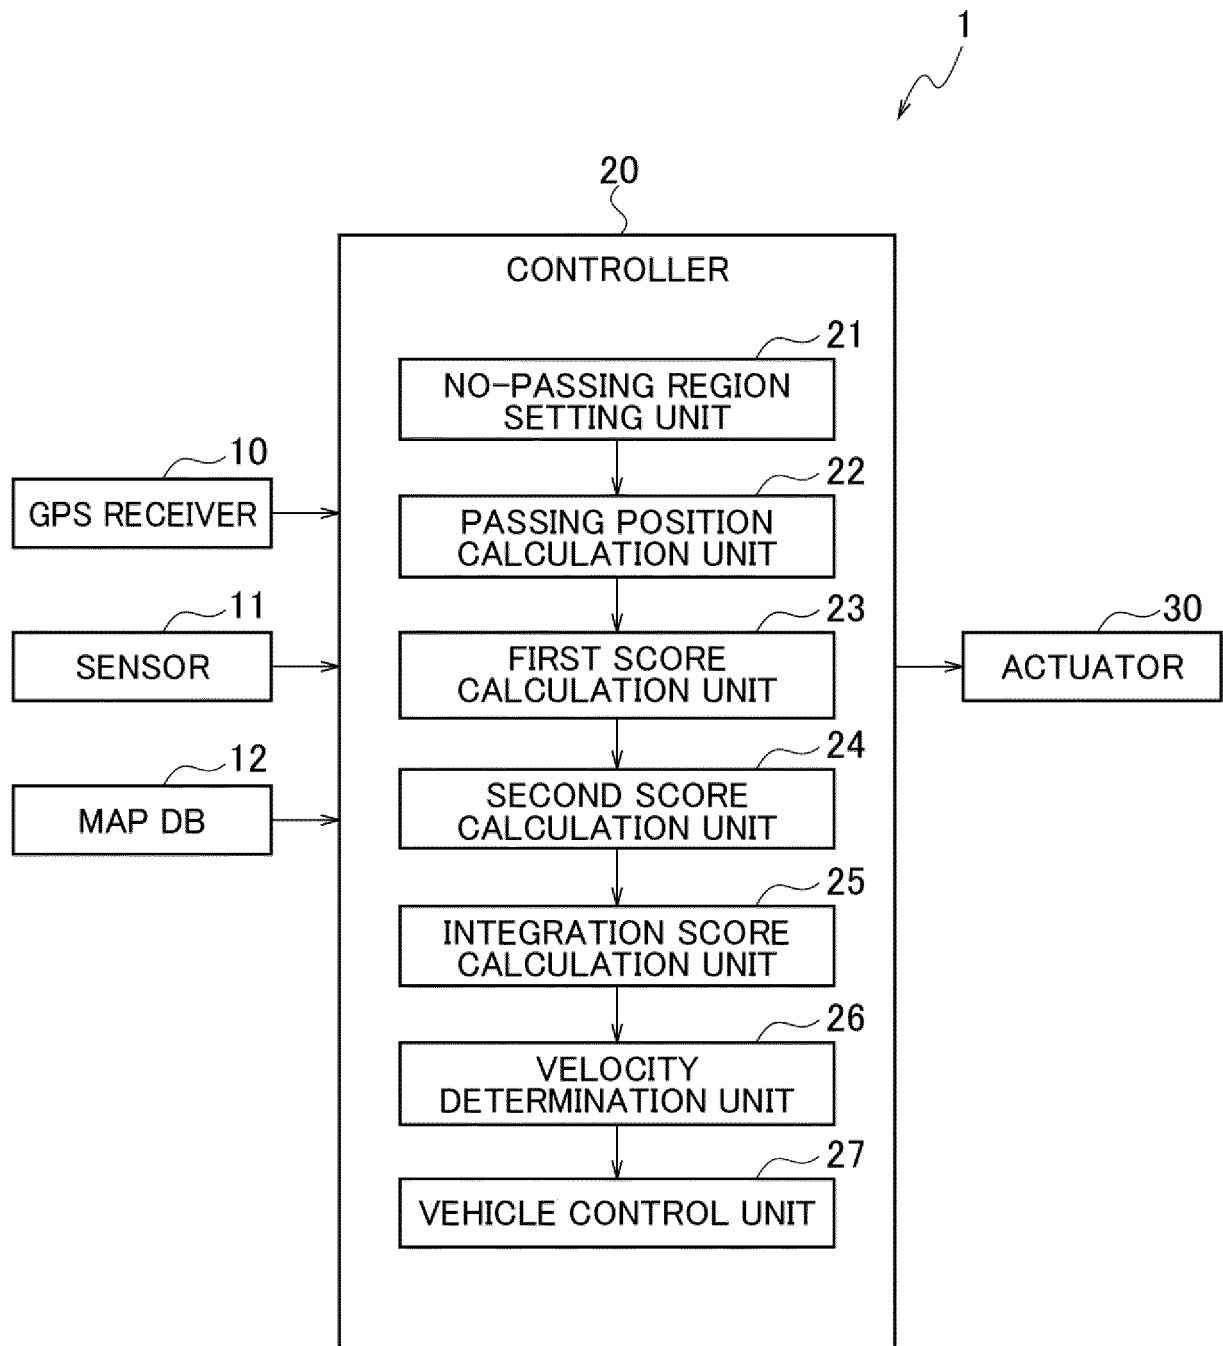 1
20
CONTROLLER
21
NO-PASSING REGION
SETTING UNIT
10
GPS RECEIVER
22
PASSING POSITION
CALCULATION UNIT
11
SENSOR
23
FIRST SCORE
CALCULATION UNIT
30
ACTUATOR
12
MAP DB
24
SECOND SCORE
CALCULATION UNIT
25
INTEGRATION SCORE
CALCULATION UNIT
26
VELOCITY
DETERMINATION UNIT
27
VEHICLE CONTROL UNIT